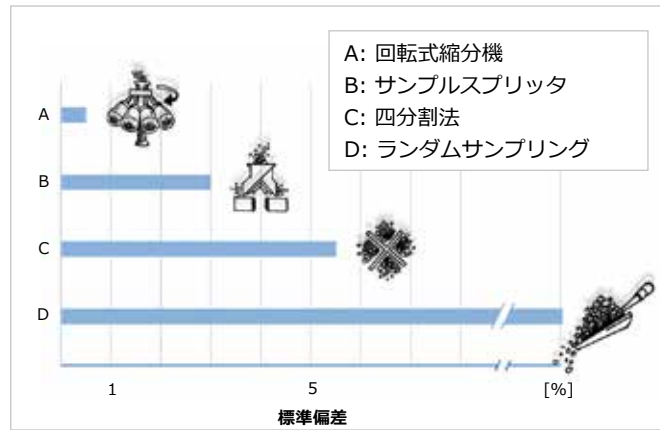 A: 回転式縮分機
B: サンプルスプリッタ
C: 四分割法
D: ランダムサンプリング
A
B
C
D
1 5 [%]
標準偏差